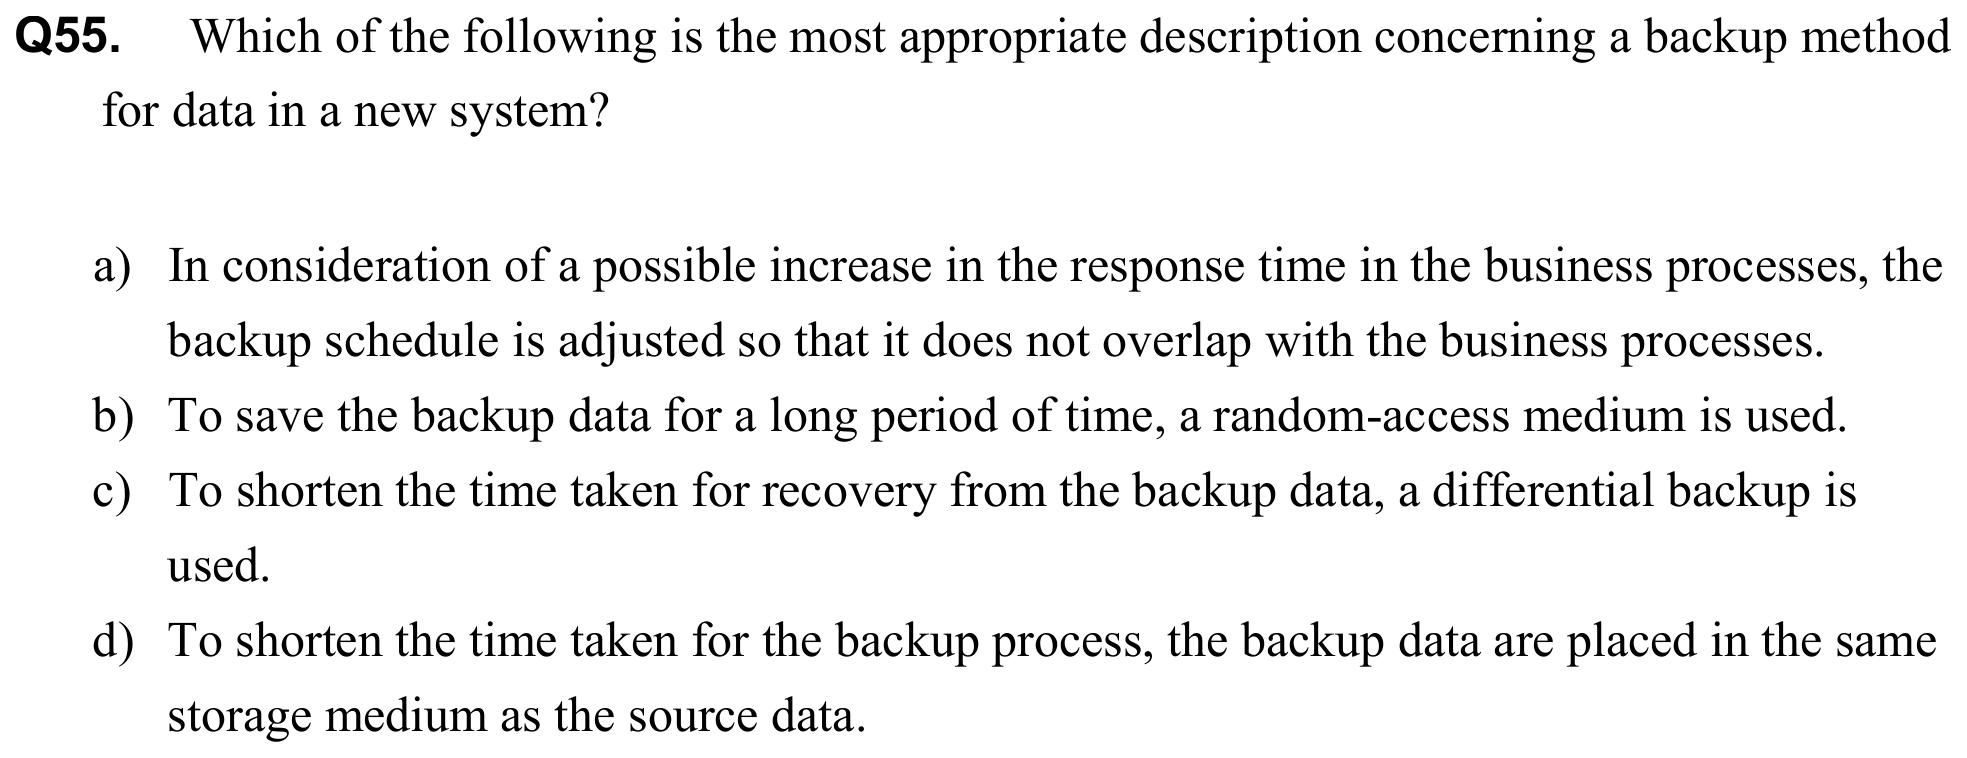 Q55. Which of the following is the most appropriate description concerning a backup method
for data in a new system?
a) In consideration of a possible increase in the response time in the business processes, the
backup schedule is adjusted so that it does not overlap with the business processes.
b) To save the backup data for a long period of time, a random-access medium is used.
c) To shorten the time taken for recovery from the backup data, a differential backup is
used.
d) To shorten the time taken for the backup process, the backup data are placed in the same
storage medium as the source data.